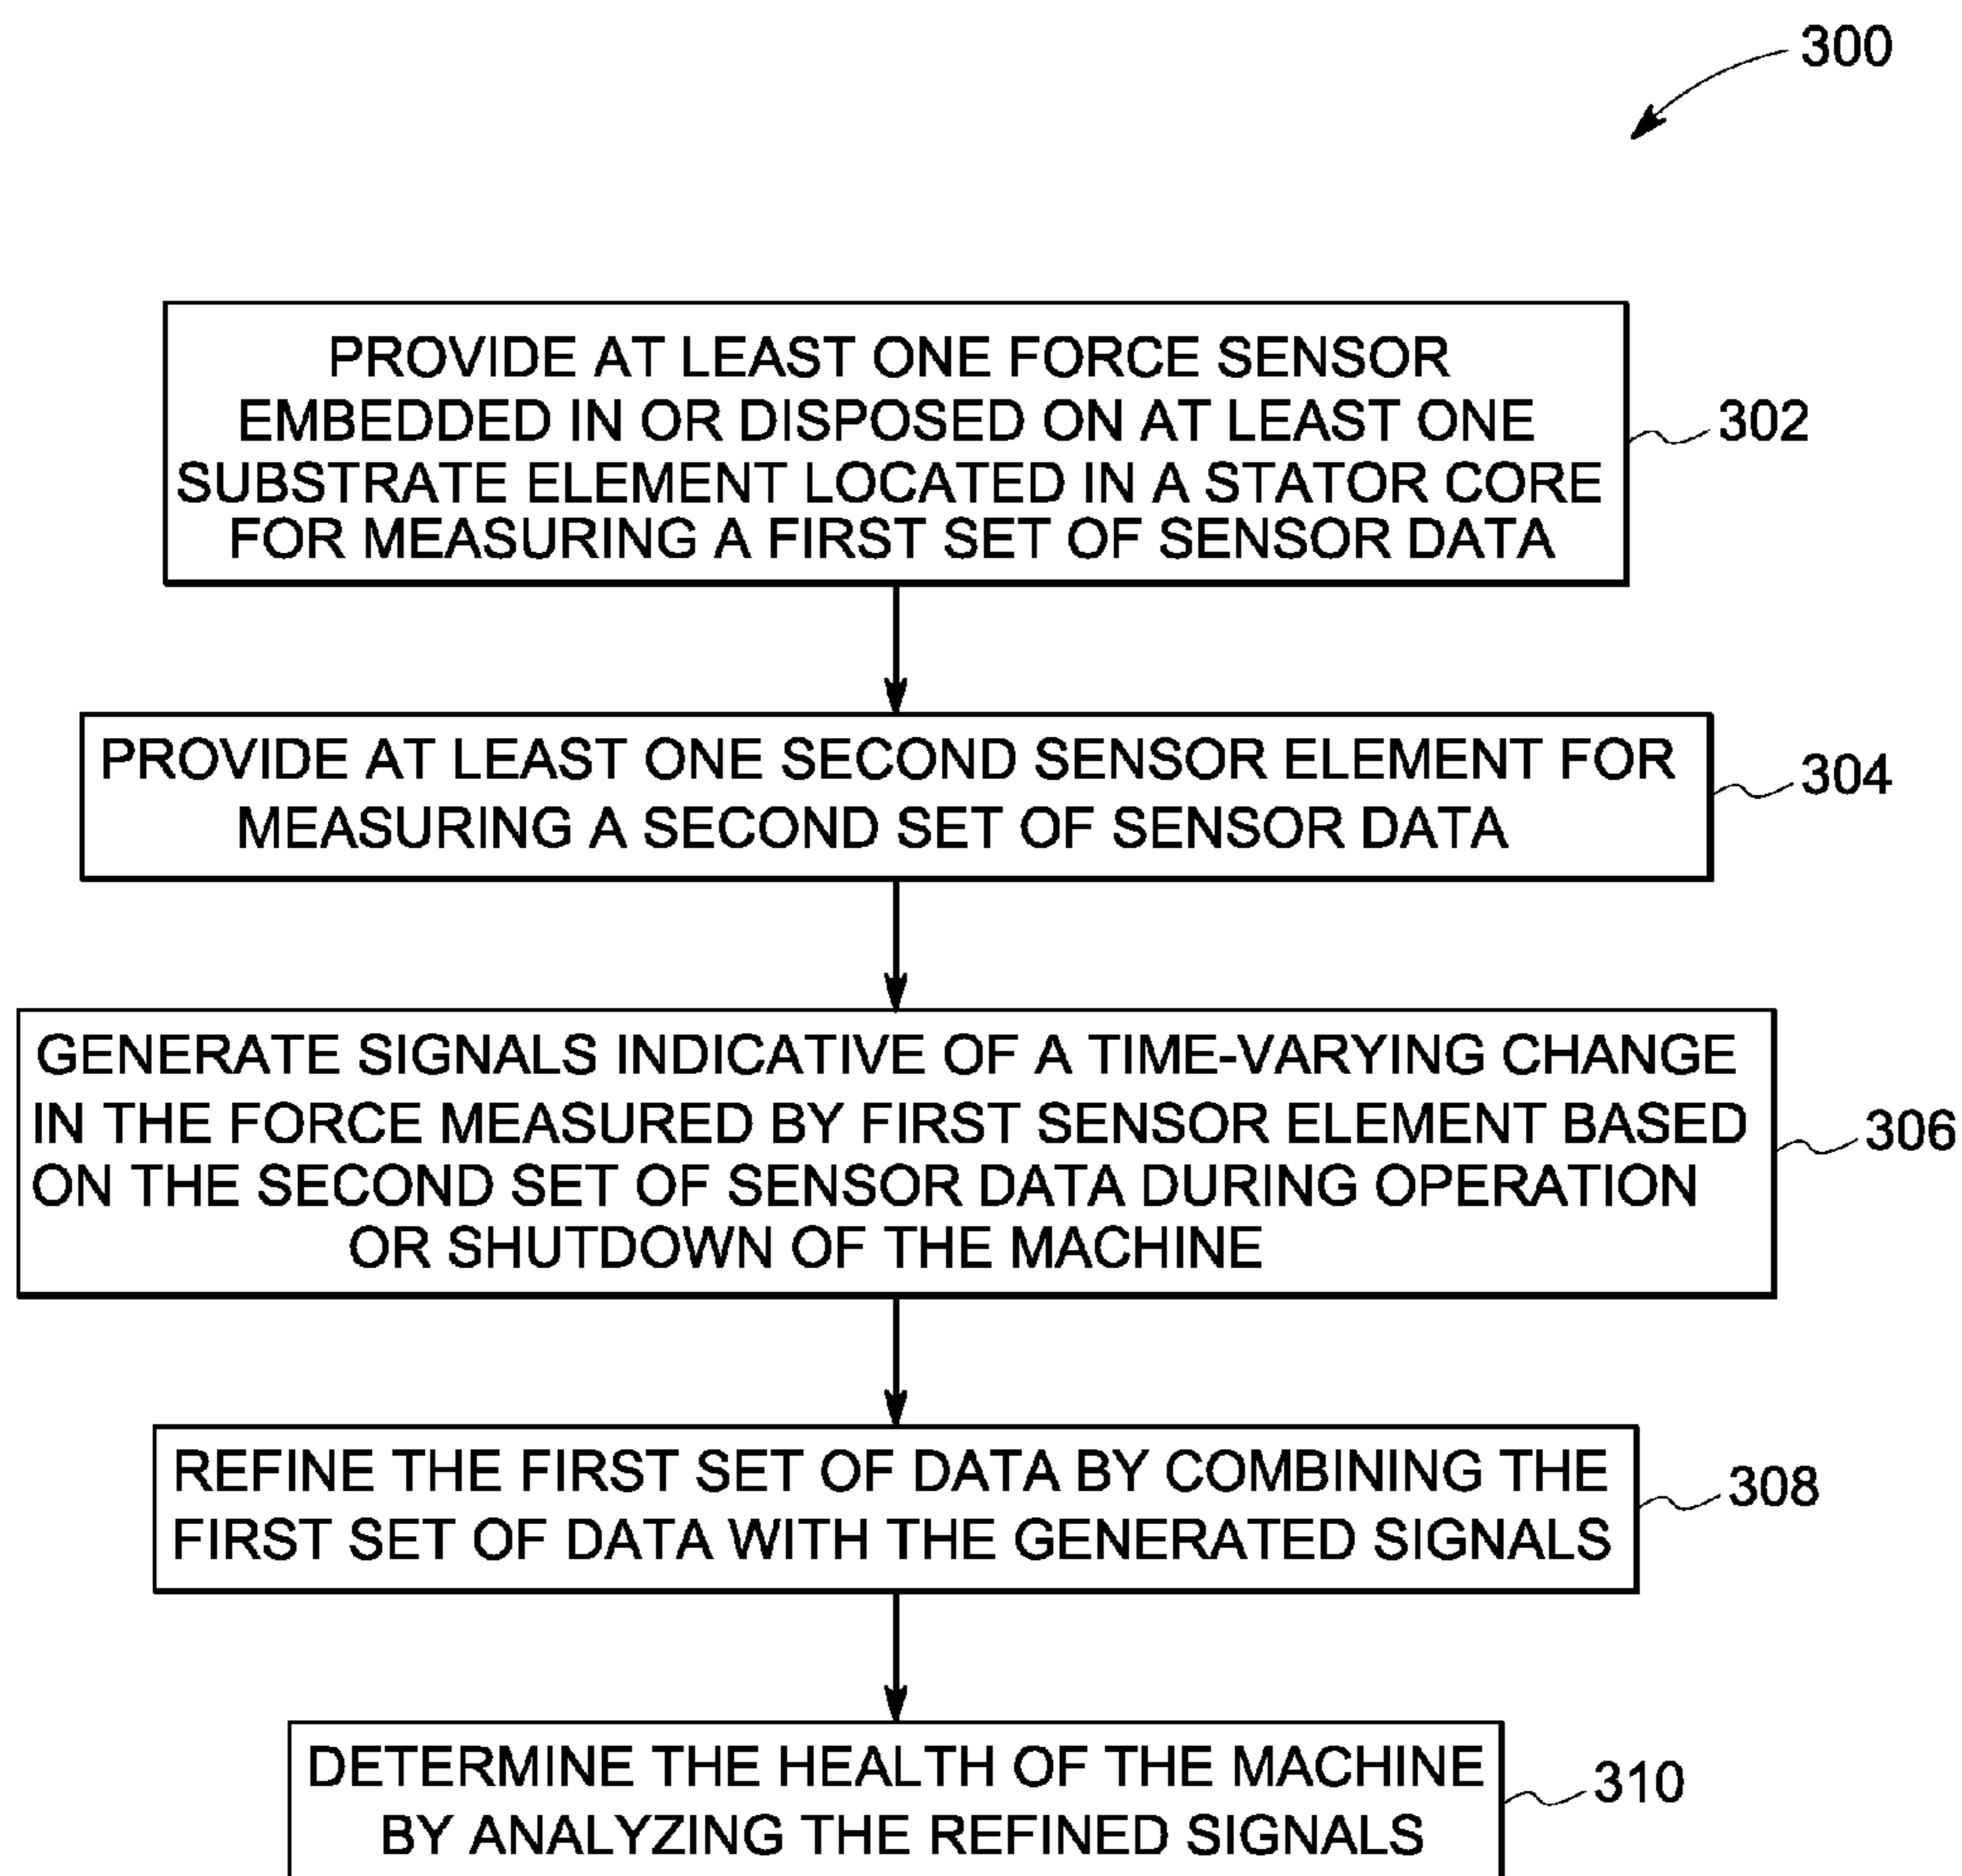 300
PROVIDE AT LEAST ONE FORCE SENSOR
EMBEDDED IN OR DISPOSED ON AT LEAST ONE
SUBSTRATE ELEMENT LOCATED IN A STATOR CORE
FOR MEASURING A FIRST SET OF SENSOR DATA
302
PROVIDE AT LEAST ONE SECOND SENSOR ELEMENT FOR
MEASURING A SECOND SET OF SENSOR DATA
304
GENERATE SIGNALS INDICATIVE OF A TIME-VARYING CHANGE
IN THE FORCE MEASURED BY FIRST SENSOR ELEMENT BASED
ON THE SECOND SET OF SENSOR DATA DURING OPERATION
OR SHUTDOWN OF THE MACHINE
306
REFINE THE FIRST SET OF DATA BY COMBINING THE
FIRST SET OF DATA WITH THE GENERATED SIGNALS
308
DETERMINE THE HEALTH OF THE MACHINE
BY ANALYZING THE REFINED SIGNALS
310